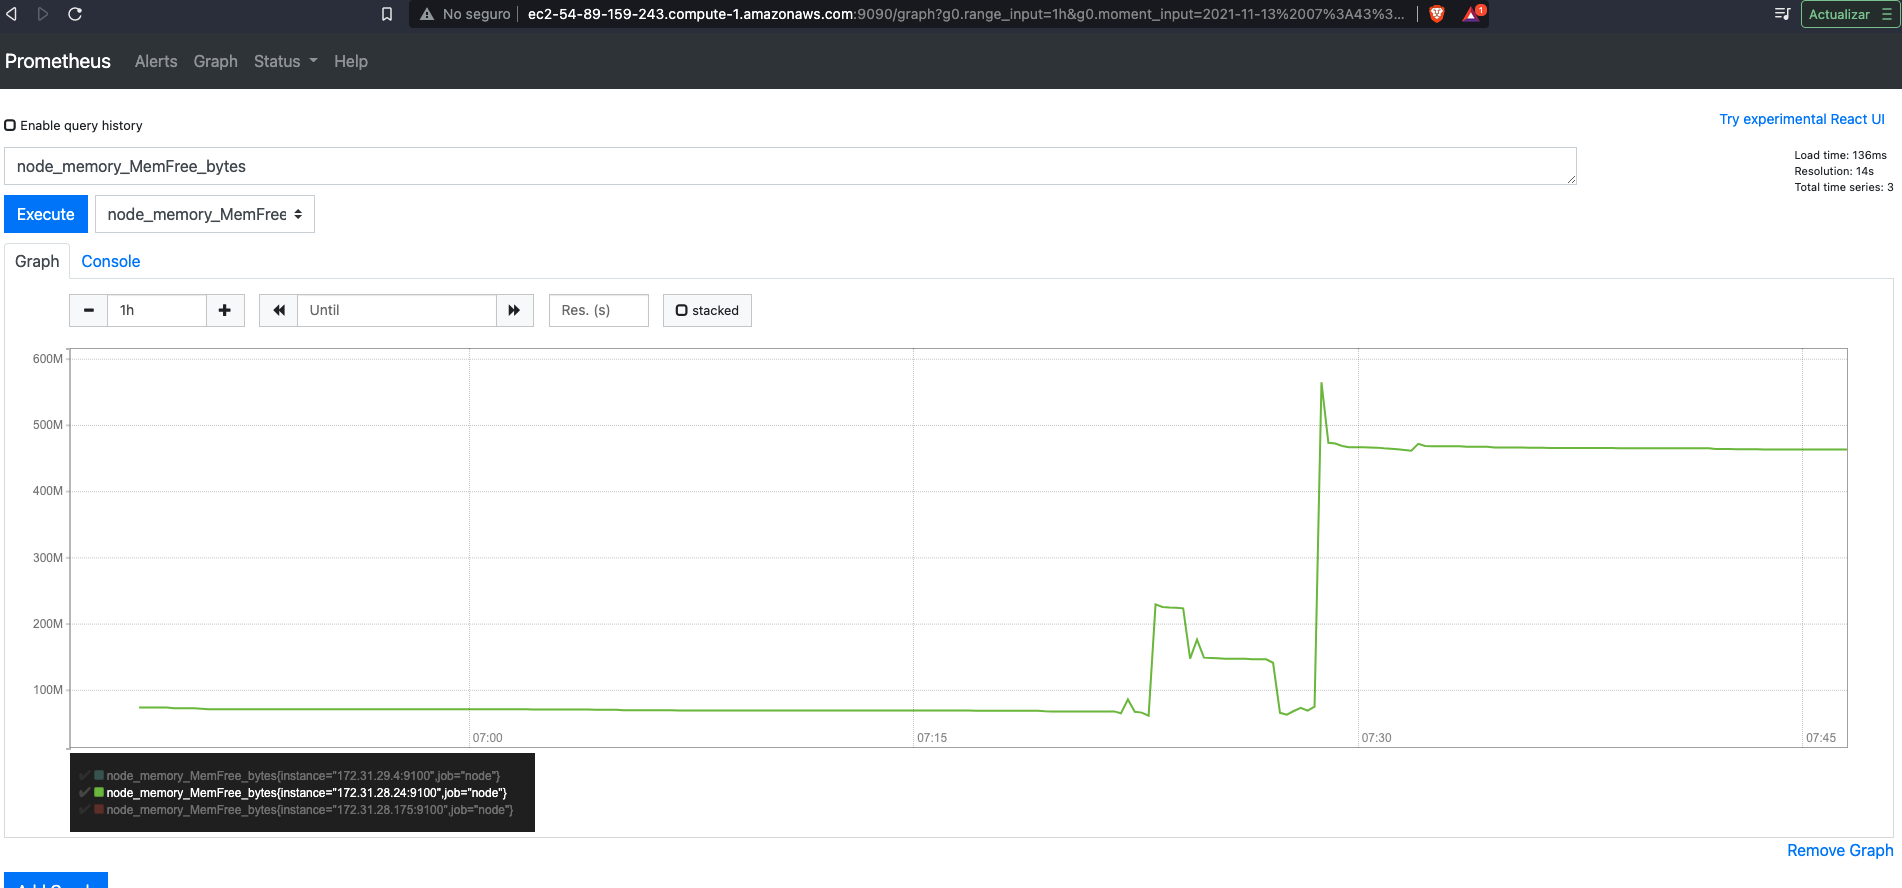 No seguro ec2-54-89-159-243.compute-1.amazonaws.com:9090/graph?g0.range_input=1h&g0.moment_input=2021-11-13%2007%3A43%3... 1 Actualizar
Prometheus Alerts Graph Status Help
Enable query history
Try experimental React UI
node_memory_MemFree_bytes
Load time: 136ms
Resolution: 14s
Total time series: 3
Execute node_memory_MemFree
Graph Console
1h Until Res. (s) stacked
600M
500M
400M
300M
200M
100M
07:00 07:15 07:30 07:45
node_memory_MemFree_bytes{instance="172.31.29.4:9100",job="node"}
node_memory_MemFree_bytes{instance="172.31.28.24:9100",job="node"}
node_memory_MemFree_bytes{instance="172.31.28.175:9100",job="node"}
Remove Graph